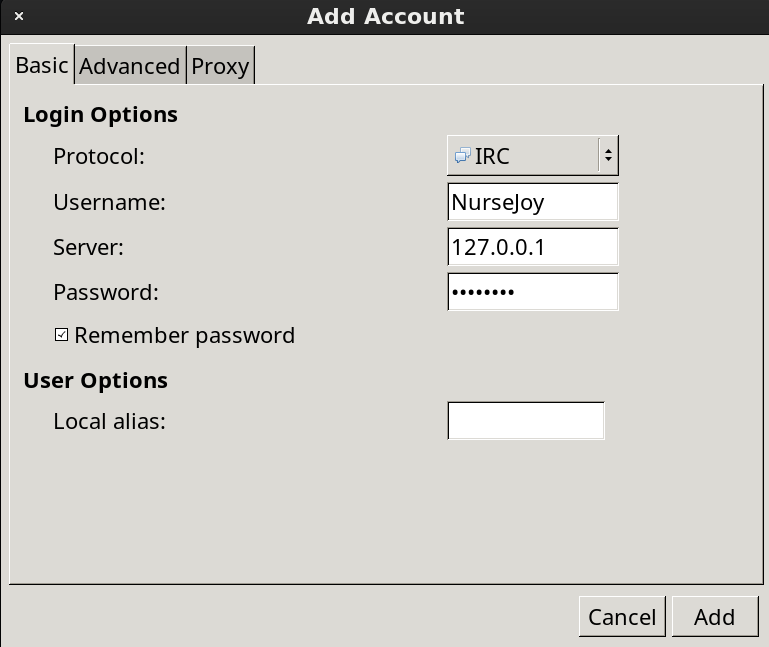 Add Account
Basic Advanced Proxy
Login Options
Protocol: IRC
Username: NurseJoy
Server: 127.0.0.1
Password: ••••••••
Remember password
User Options
Local alias:
Cancel Add